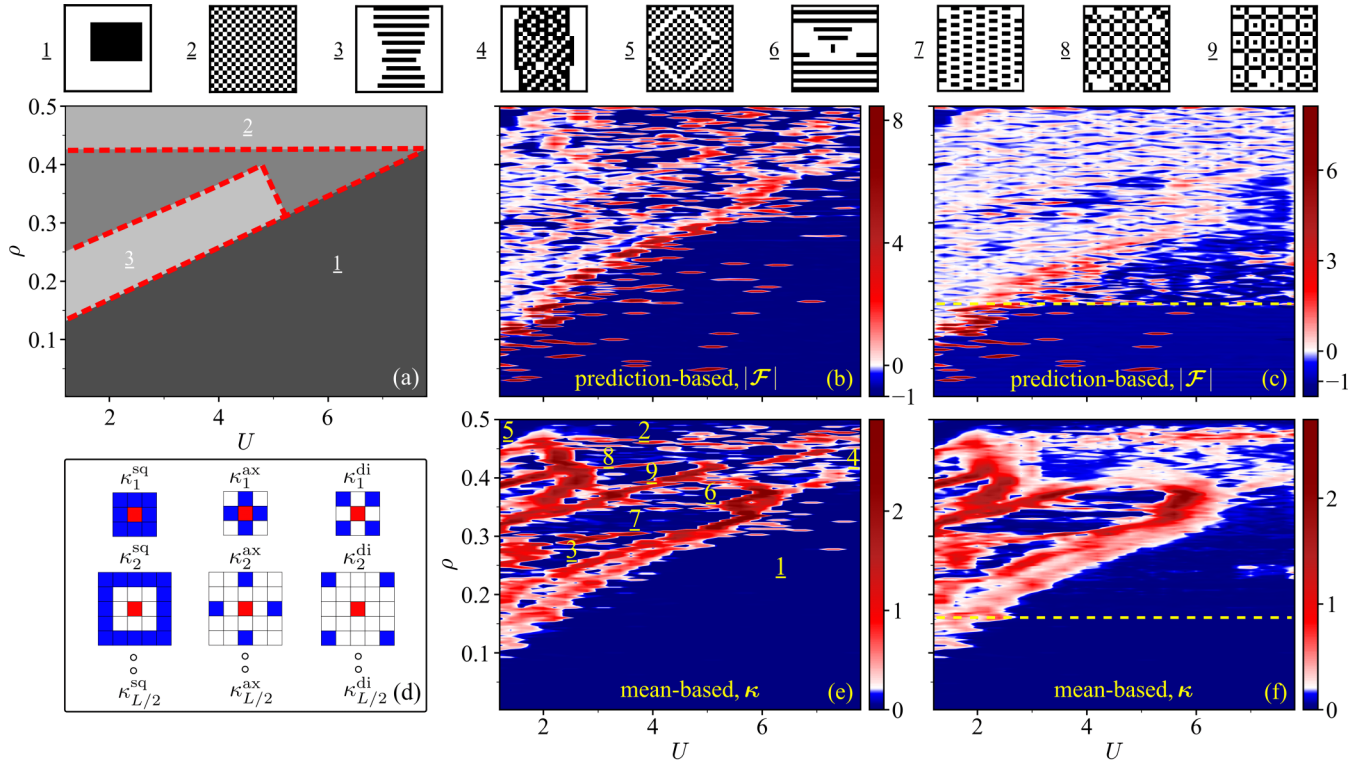 1 2 3 4 5 6 7 8 9
0.5
0.4
0.3
0.2
0.1
ρ
2 4 6
U
2
3
1
(a)
prediction-based, |𝓕|
(b)
8
4
0
−1
prediction-based, |𝓕|
(c)
6
3
0
−1
κ₁^sq κ₁^ax κ₁^di
κ₂^sq κ₂^ax κ₂^di
κ_{L/2}^sq κ_{L/2}^ax κ_{L/2}^di
(d)
0.5
0.4
0.3
0.2
0.1
ρ
5 2
8
9 4
6
7
3
1
mean-based, κ
(e)
2 4 6
U
2
1
0
mean-based, κ
(f)
2 4 6
U
2
1
0